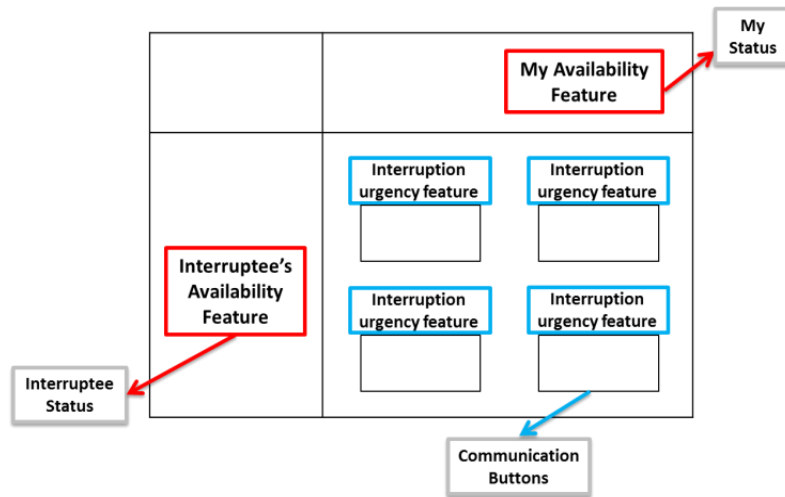 My
Status
My Availability
Feature
Interruption
urgency feature
Interruption
urgency feature
Interruptee’s
Availability
Feature
Interruption
urgency feature
Interruption
urgency feature
Interruptee
Status
Communication
Buttons